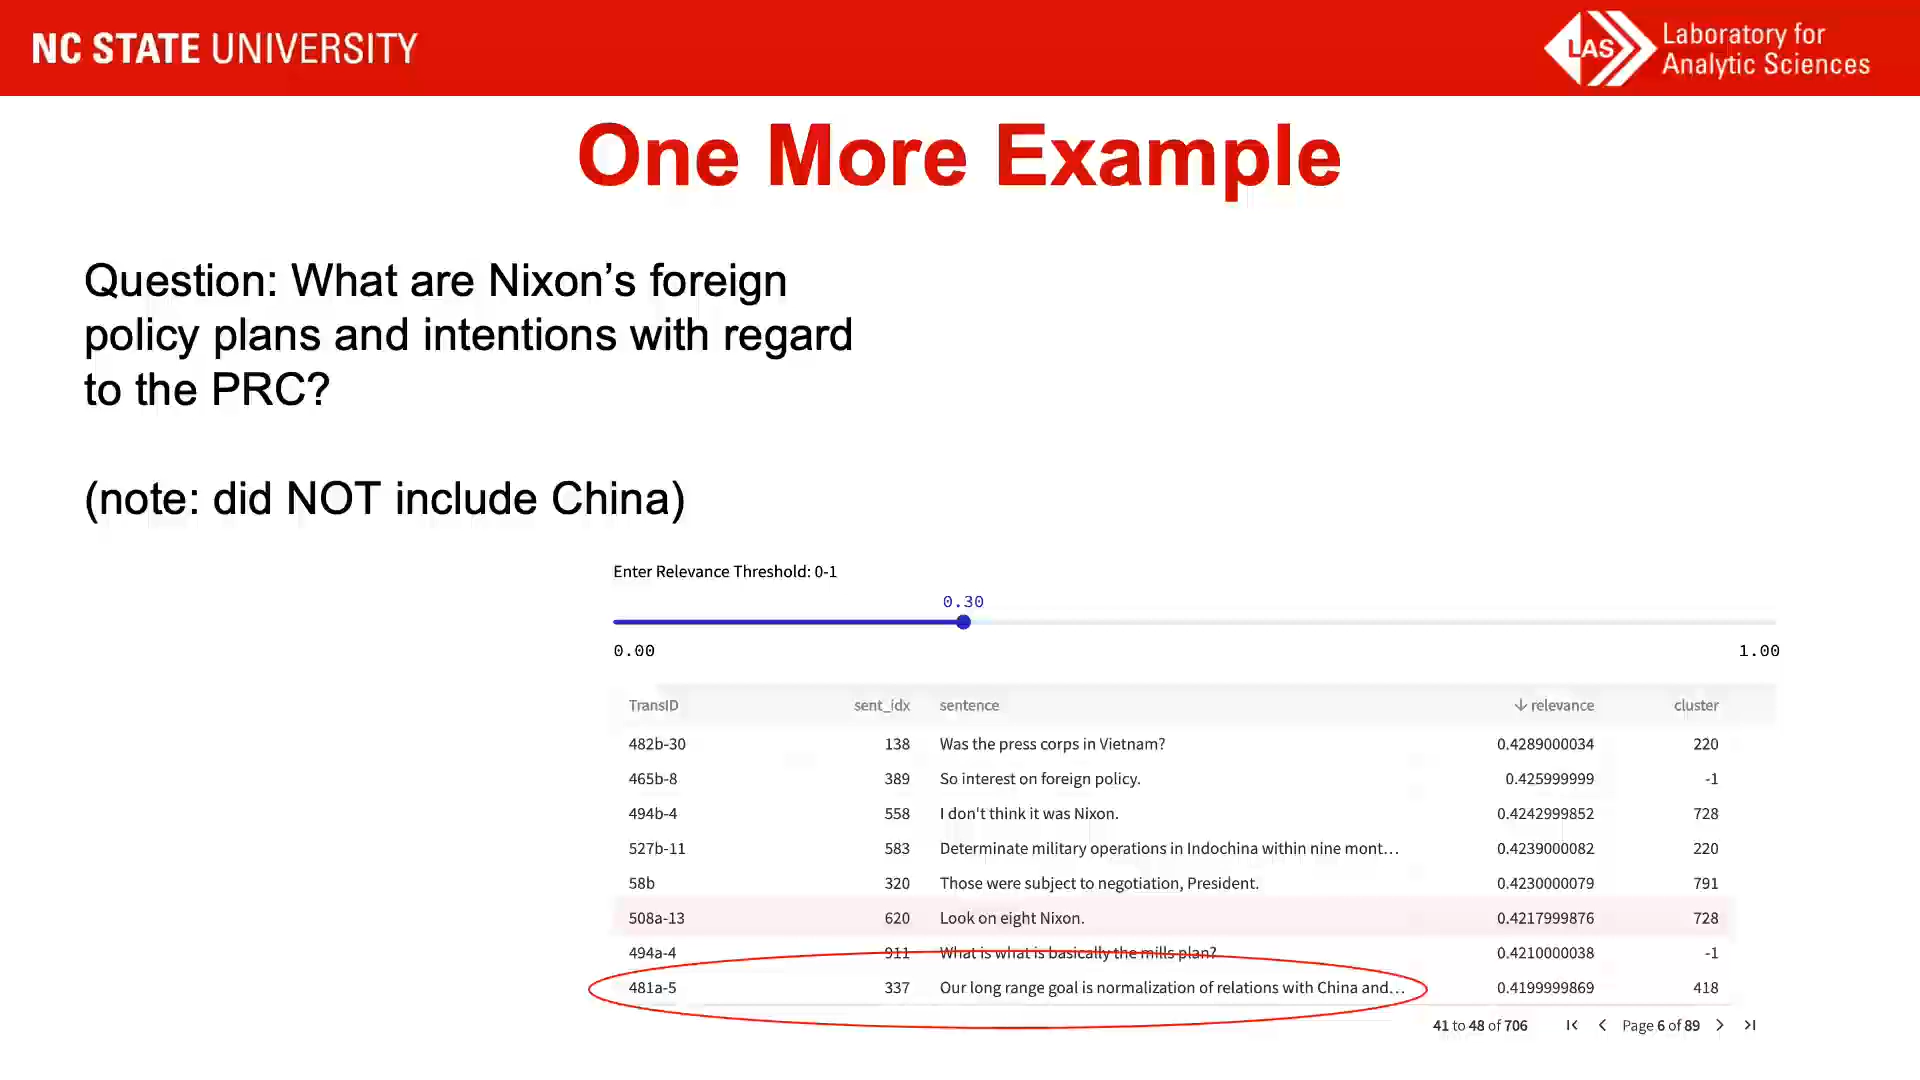 NC STATE UNIVERSITY
LAS
Laboratory for
Analytic Sciences
One More Example
Question: What are Nixon’s foreign
policy plans and intentions with regard
to the PRC?
(note: did NOT include China)
Enter Relevance Threshold: 0-1
0.30
0.00 1.00
TransID sent_idx sentence ↓ relevance cluster
482b-30 138 Was the press corps in Vietnam? 0.4289000034 220
465b-8 389 So interest on foreign policy. 0.425999999 -1
494b-4 558 I don't think it was Nixon. 0.4242999852 728
527b-11 583 Determinate military operations in Indochina within nine mont... 0.4239000082 220
58b 320 Those were subject to negotiation, President. 0.4230000079 791
508a-13 620 Look on eight Nixon. 0.4217999876 728
494a-4 911 What is what is basically the mills plan? 0.4210000038 -1
481a-5 337 Our long range goal is normalization of relations with China and... 0.4199999869 418
41 to 48 of 706 Page 6 of 89